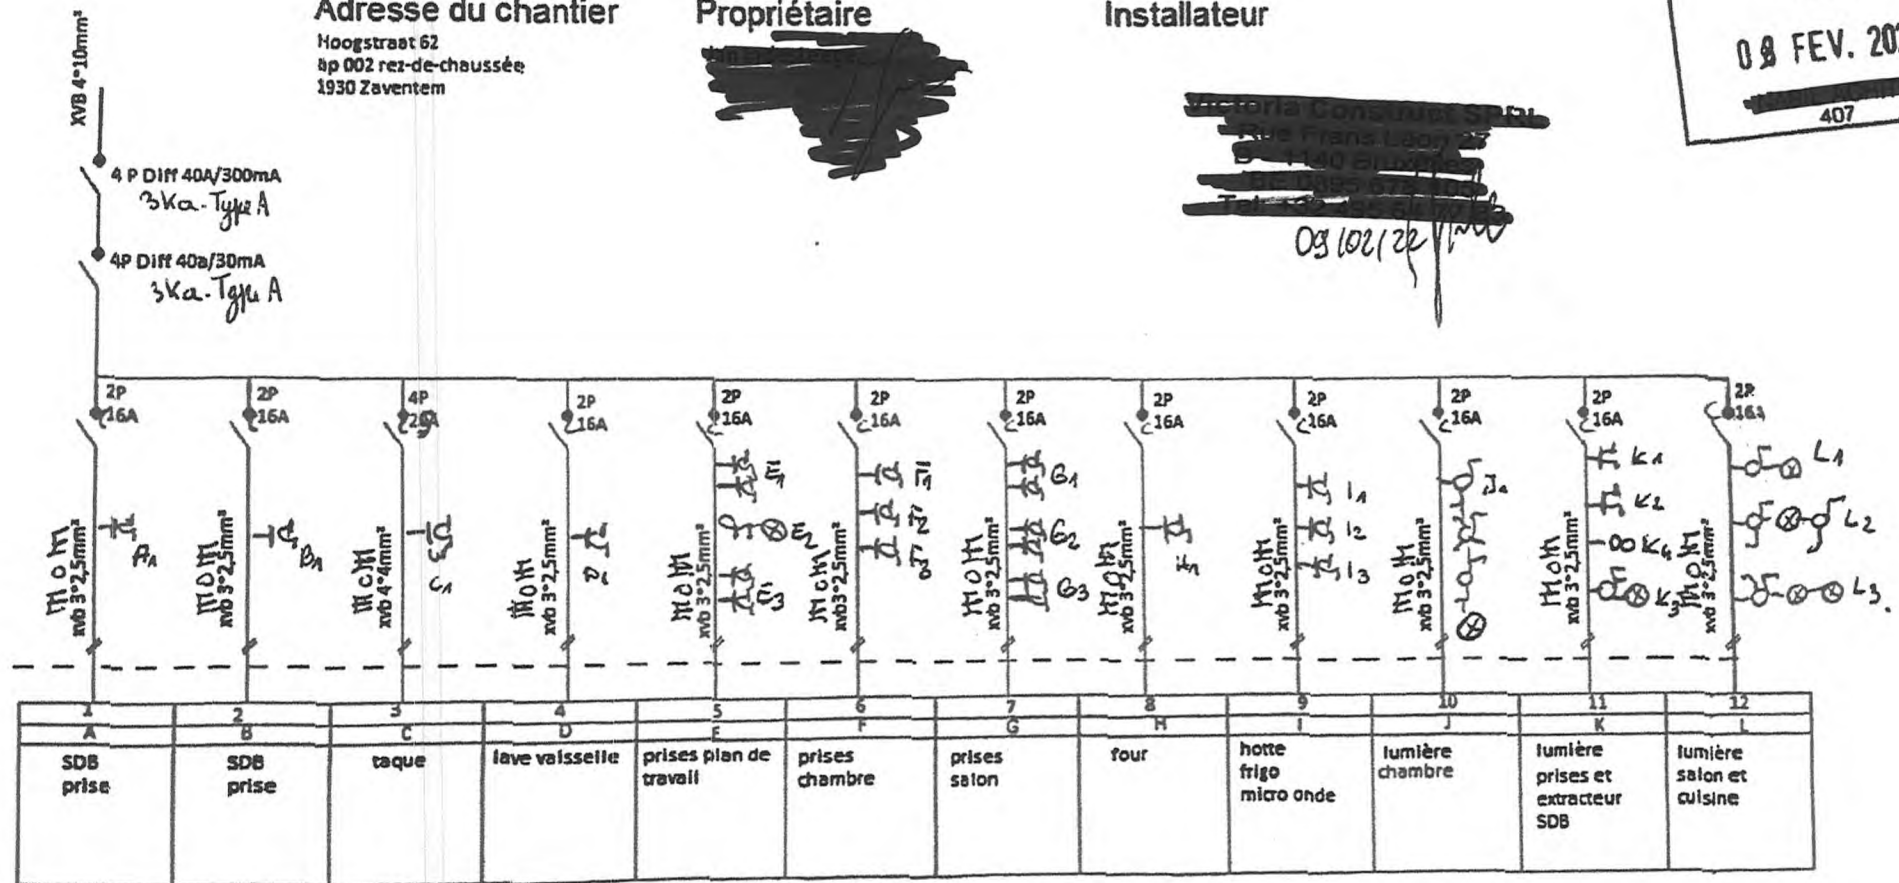 Adresse du chantier
Hoogstraat 62
ap 002 rez-de-chaussée
1930 Zaventem
Propriétaire
Installateur
09/02/22
08 FEV. 202
407
XVB 4*10mm²
4 P Diff 40A/300mA
3Ka-Type A
4P Diff 40a/30mA
3Ka-Type A
2P 16A
2P 16A
4P
2P 16A
2P 16A
2P 16A
2P 16A
2P 16A
2P 16A
2P 16A
2P 16A
2P 16A
A1
B1
C1
E1
E2
E3
F1
F2
F3
G1
G2
G3
H1
I1
I2
I3
J1
K1
K2
K4
K3
L1
L2
L3.
xvb 3*2,5mm²
xvb 3*2,5mm²
xvb 4*4mm²
xvb 3*2,5mm²
xvb 3*2,5mm²
xvb3*2,5mm²
xvb 3*2,5mm²
xvb 3*2,5mm²
xvb 3*2,5mm²
xvb 3*2,5mm²
xvb 3*2,5mm²
xvb 3*2,5mm²
1 2 3 4 5 6 7 8 9 10 11 12
A B C D E F G H I J K L
SDB
prise
SDB
prise
taque
lave vaisselle
prises plan de
travail
prises
chambre
prises
salon
four
hotte
frigo
micro onde
lumière
chambre
lumière
prises et
extracteur
SDB
lumière
salon et
cuisine